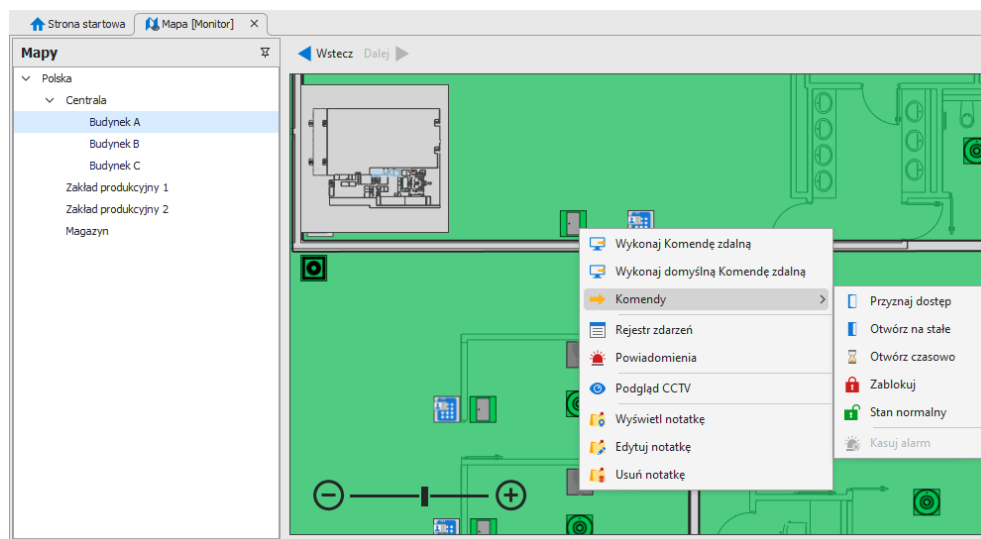 Strona startowa
Mapa [Monitor]
Mapy
Wstecz Dalej
Polska
Centrala
Budynek A
Budynek B
Budynek C
Zakład produkcyjny 1
Zakład produkcyjny 2
Magazyn
Wykonaj Komendę zdalną
Wykonaj domyślną Komendę zdalną
Komendy
Rejestr zdarzeń
Powiadomienia
Podgląd CCTV
Wyświetl notatkę
Edytuj notatkę
Usuń notatkę
Przyznaj dostęp
Otwórz na stałe
Otwórz czasowo
Zablokuj
Stan normalny
Kasuj alarm